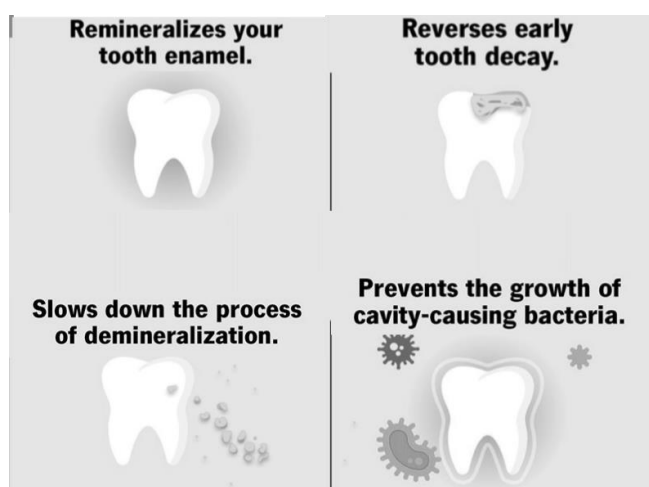 Remineralizes your
tooth enamel.
Reverses early
tooth decay.
Slows down the process
of demineralization.
Prevents the growth of
cavity-causing bacteria.